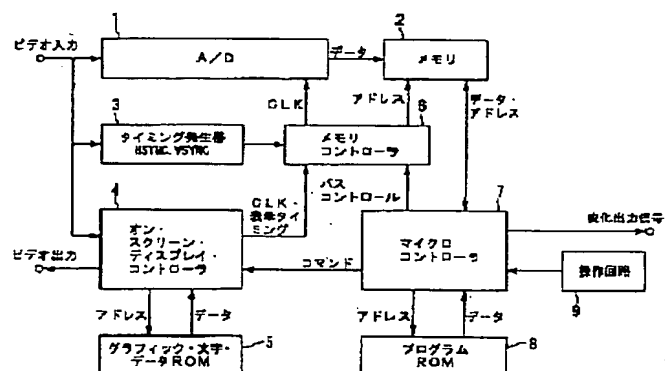 ビデオ入力
1
A/D
データ
2
メモリ
CLK
アドレス
データ・
アドレス
3
タイミング発生器
HSYNC.VSYNC
6
メモリ
コントローラ
CLK・
表示タイ
ミング
バス
コントロール
4
オン・
スクリーン・
ディスプレイ・
コントローラ
7
マイクロ
コントローラ
変化出力信号
ビデオ出力
コマンド
操作回路
9
アドレス
データ
アドレス
データ
グラフィック・文字・
データROM
5
プログラム
ROM
8